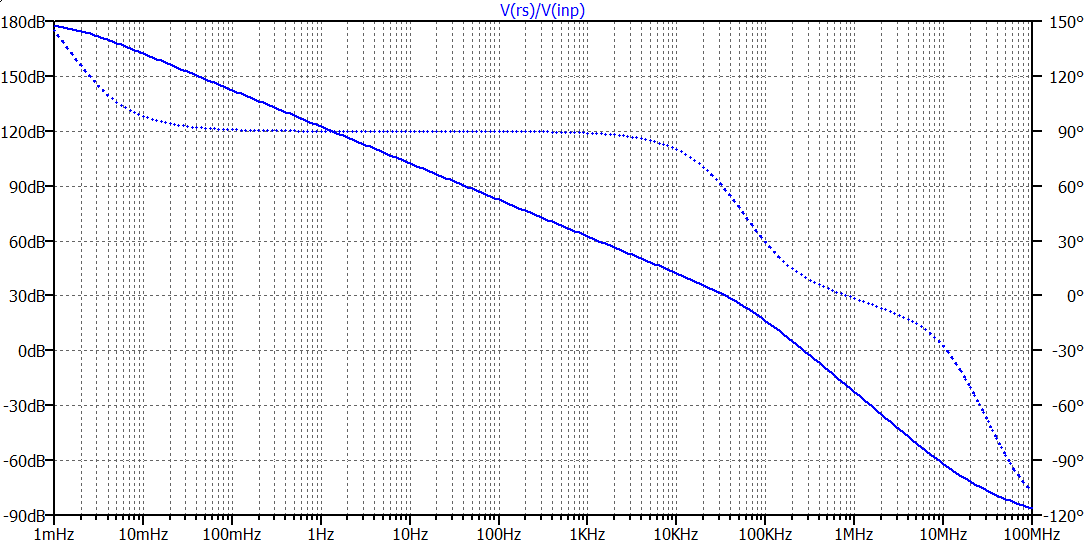 V(rs)/V(inp)
180dB 150°
150dB 120°
120dB 90°
90dB 60°
60dB 30°
30dB 0°
0dB -30°
-30dB -60°
-60dB -90°
-90dB -120°
1mHz 10mHz 100mHz 1Hz 10Hz 100Hz 1KHz 10KHz 100KHz 1MHz 10MHz 100MHz